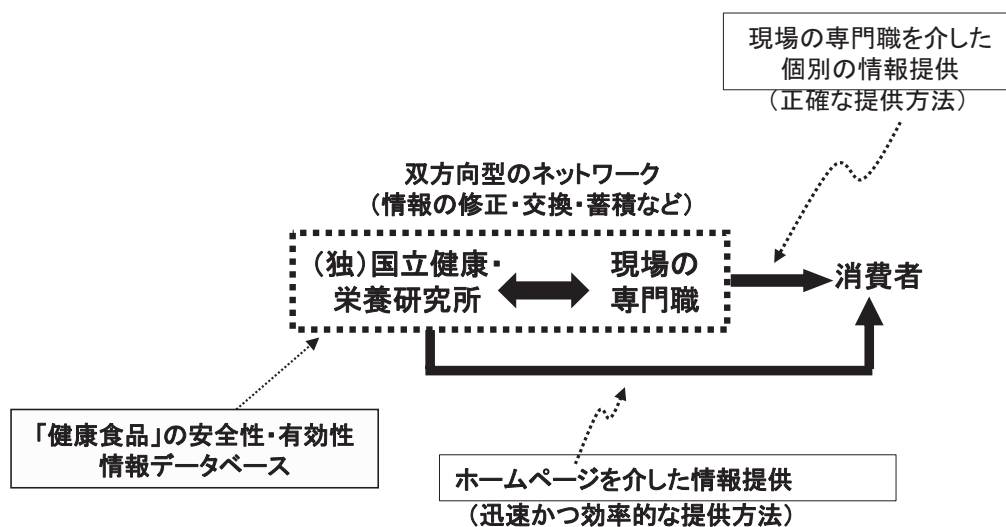 現場の専門職を介した
個別の情報提供
（正確な提供方法）
双方向型のネットワーク
（情報の修正・交換・蓄積など）
（独）国立健康・
栄養研究所
現場の
専門職
消費者
「健康食品」の安全性・有効性
情報データベース
ホームページを介した情報提供
（迅速かつ効率的な提供方法）